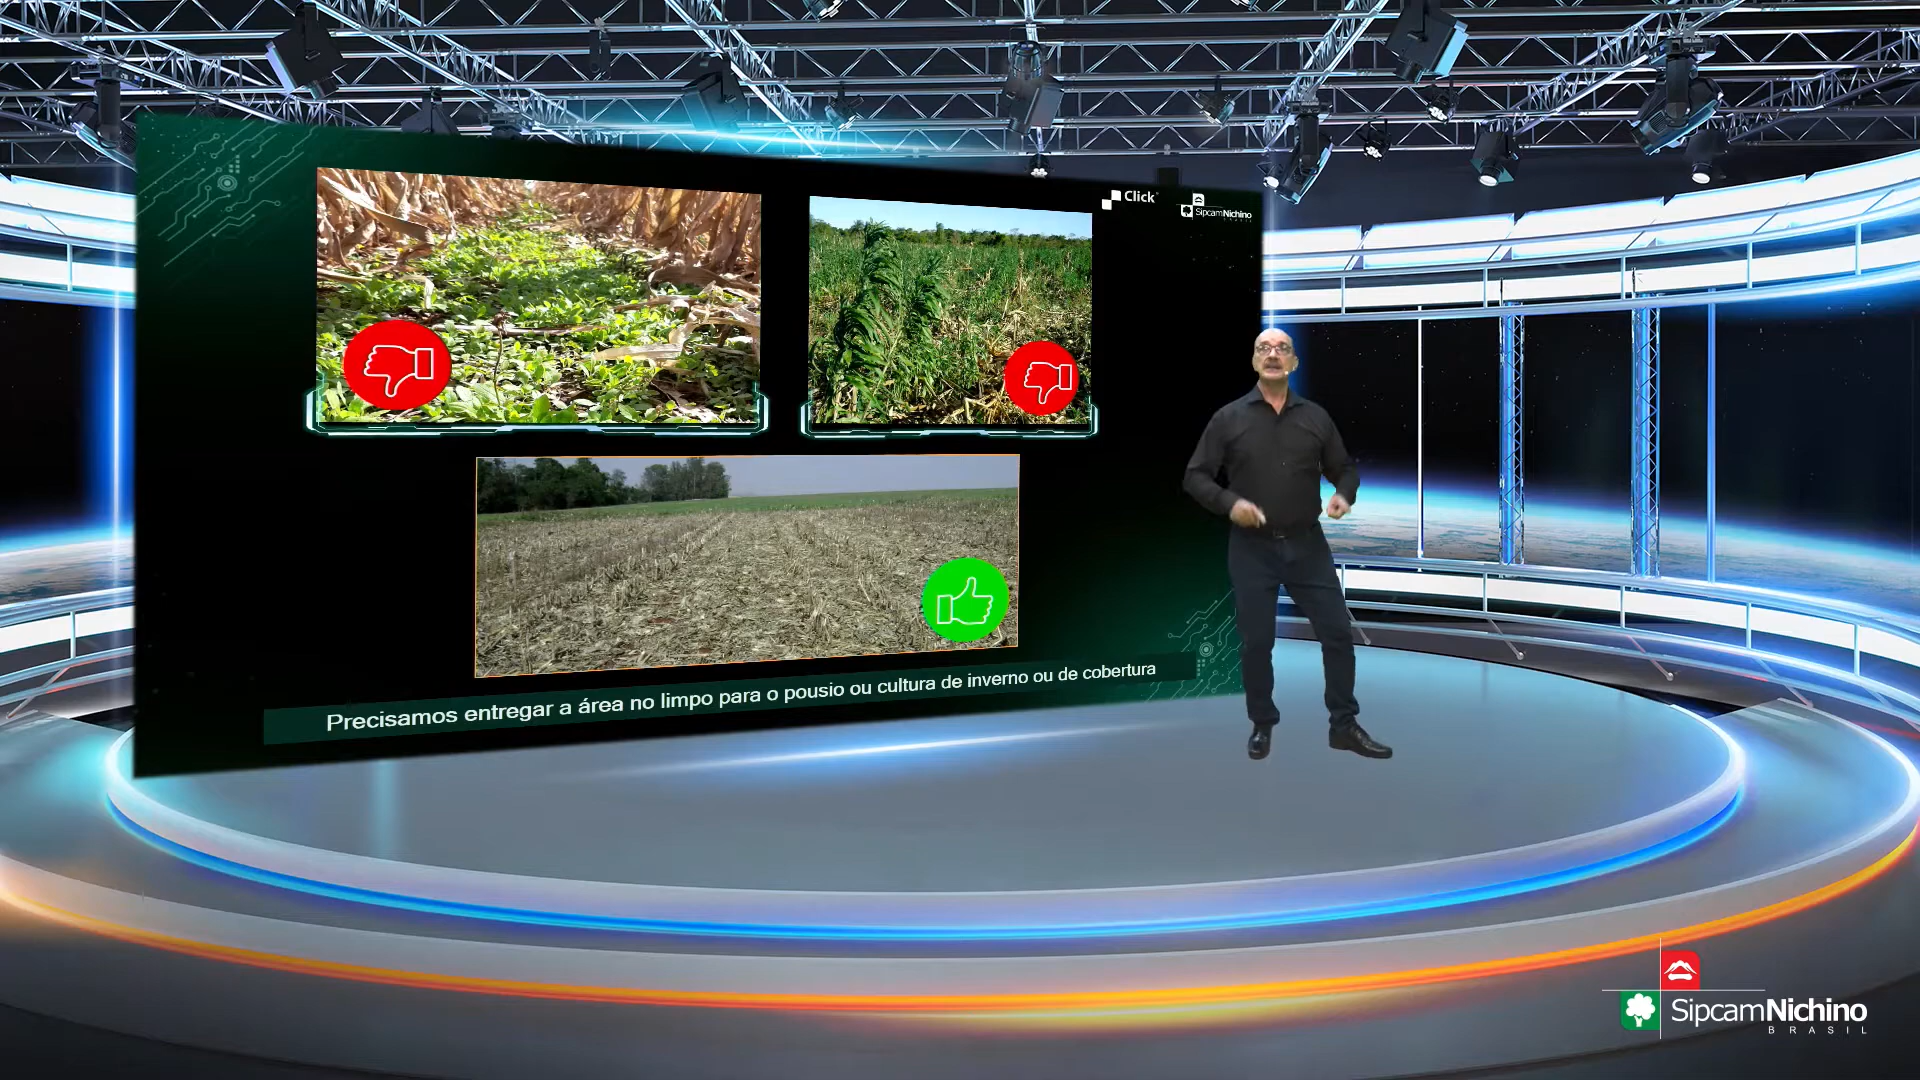 Click
SipcamNichino
Precisamos entregar a área no limpo para o pousio ou cultura de inverno ou de cobertura
SipcamNichino
BRASIL